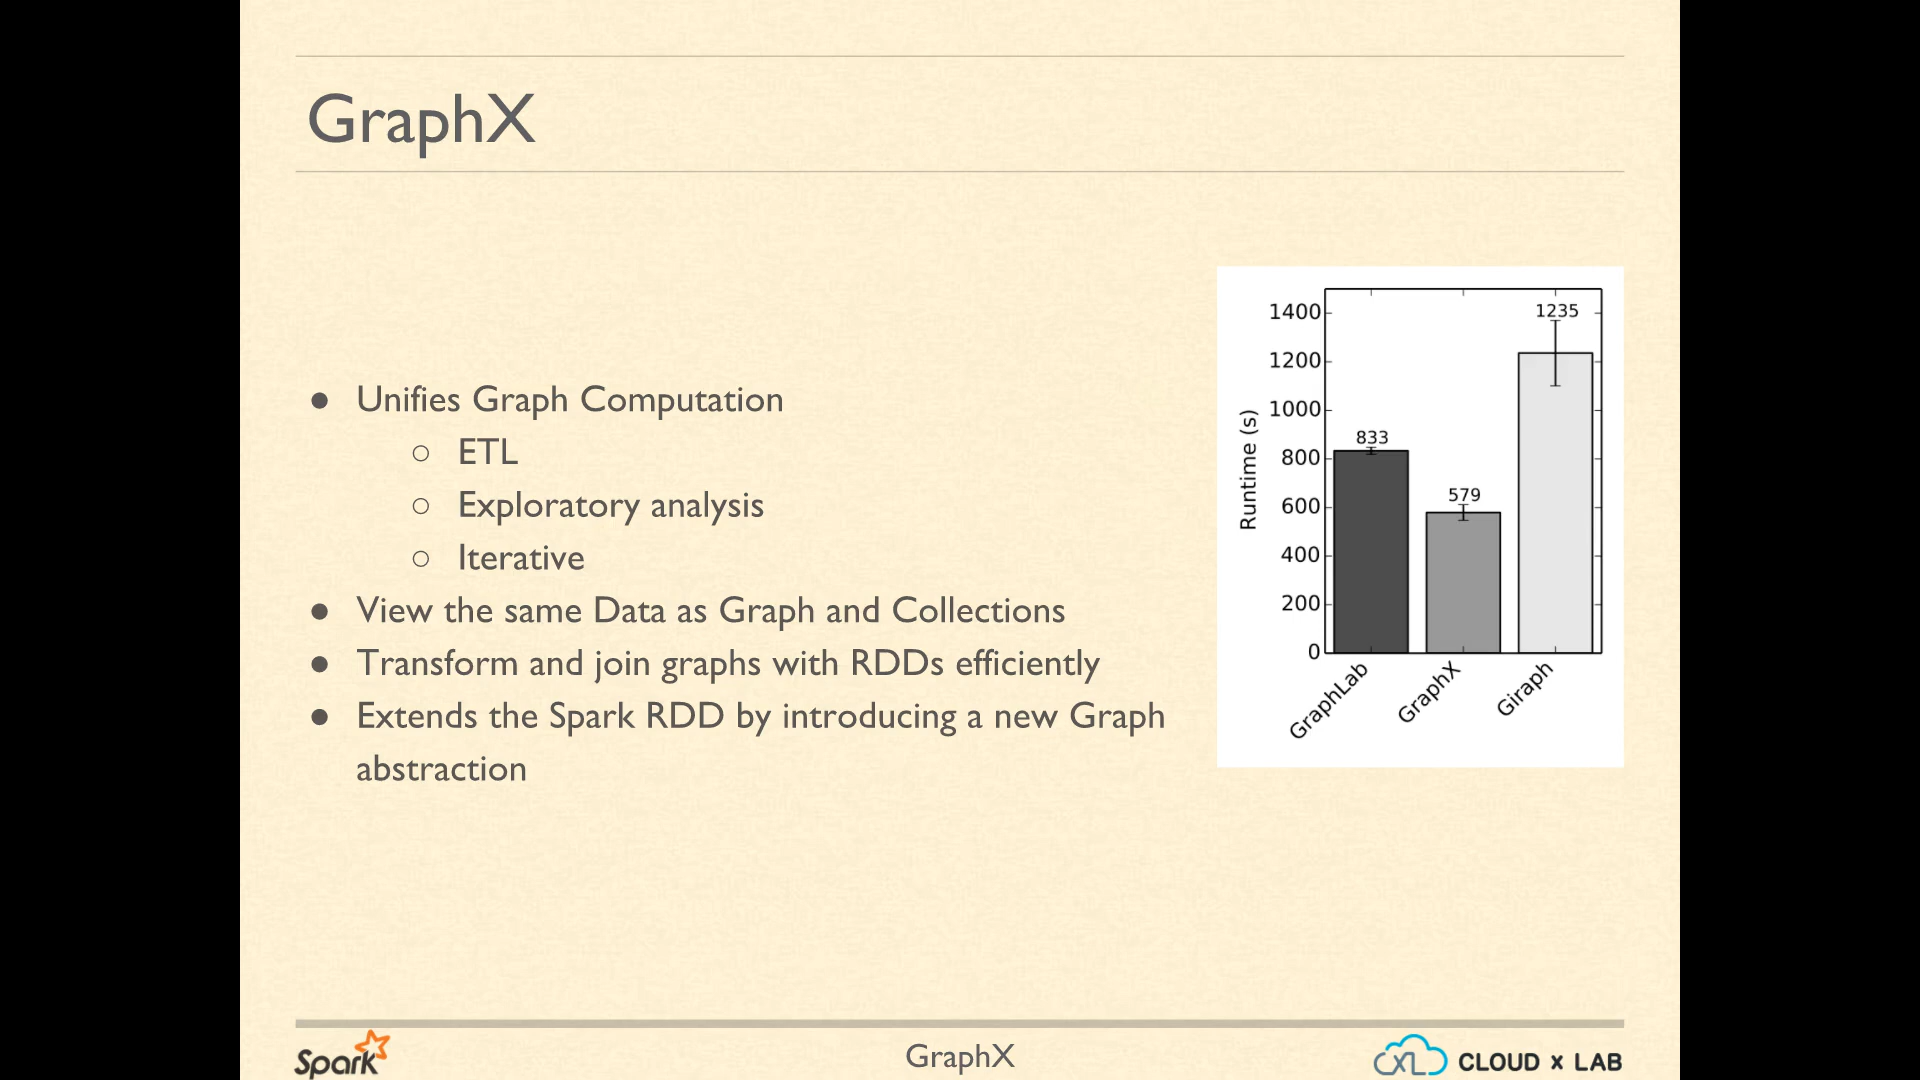 GraphX
● Unifies Graph Computation
○ ETL
○ Exploratory analysis
○ Iterative
● View the same Data as Graph and Collections
● Transform and join graphs with RDDs efficiently
● Extends the Spark RDD by introducing a new Graph
abstraction
Runtime (s)
1400
1200
1000
800
600
400
200
0
833
579
1235
GraphLab
GraphX
Giraph
Spark
GraphX
CXL CLOUD x LAB